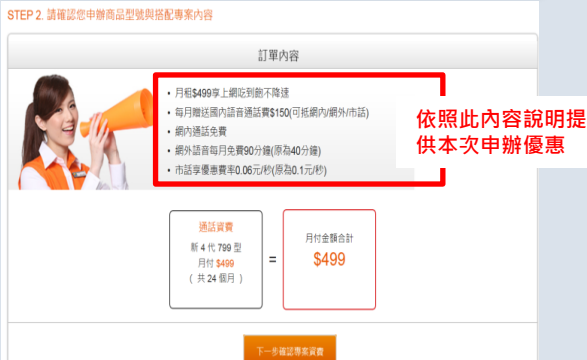 STEP 2. 請確認您申辦商品型號與搭配專案內容
訂單內容
• 月租$499享上網吃到飽不降速
• 每月贈送國內語音通話費$150(可抵網內/網外/市話)
• 網內通話免費
• 網外語音每月免費90分鐘(原為40分鐘)
• 市話享優惠費率0.06元/秒(原為0.1元/秒)
依照此內容說明提
供本次申辦優惠
通話資費
新 4 代 799 型
月付 $499
( 共 24 個月 )
=
月付金額合計
$499
下一步確認專案資費